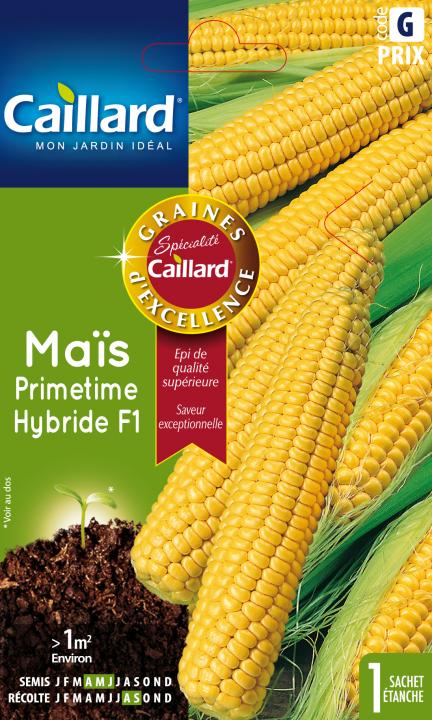 code
G
PRIX
Caillard®
MON JARDIN IDÉAL
GRAINES
Spécialité
Caillard®
D'EXCELLENCE
Epi de
qualité
supérieure
Saveur
exceptionnelle
Maïs
Primetime
Hybride F1
*
* Voir au dos
> 1m²
Environ
SEMIS J F M A M J J A S O N D
RÉCOLTE J F M A M J J A S O N D
1 SACHET
ÉTANCHE